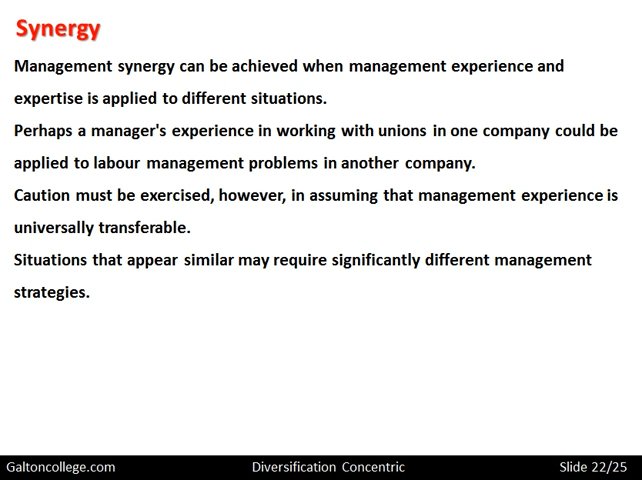 Synergy
Management synergy can be achieved when management experience and
expertise is applied to different situations.
Perhaps a manager's experience in working with unions in one company could be
applied to labour management problems in another company.
Caution must be exercised, however, in assuming that management experience is
universally transferable.
Situations that appear similar may require significantly different management
strategies.
Galtoncollege.com Diversification Concentric Slide 22/25